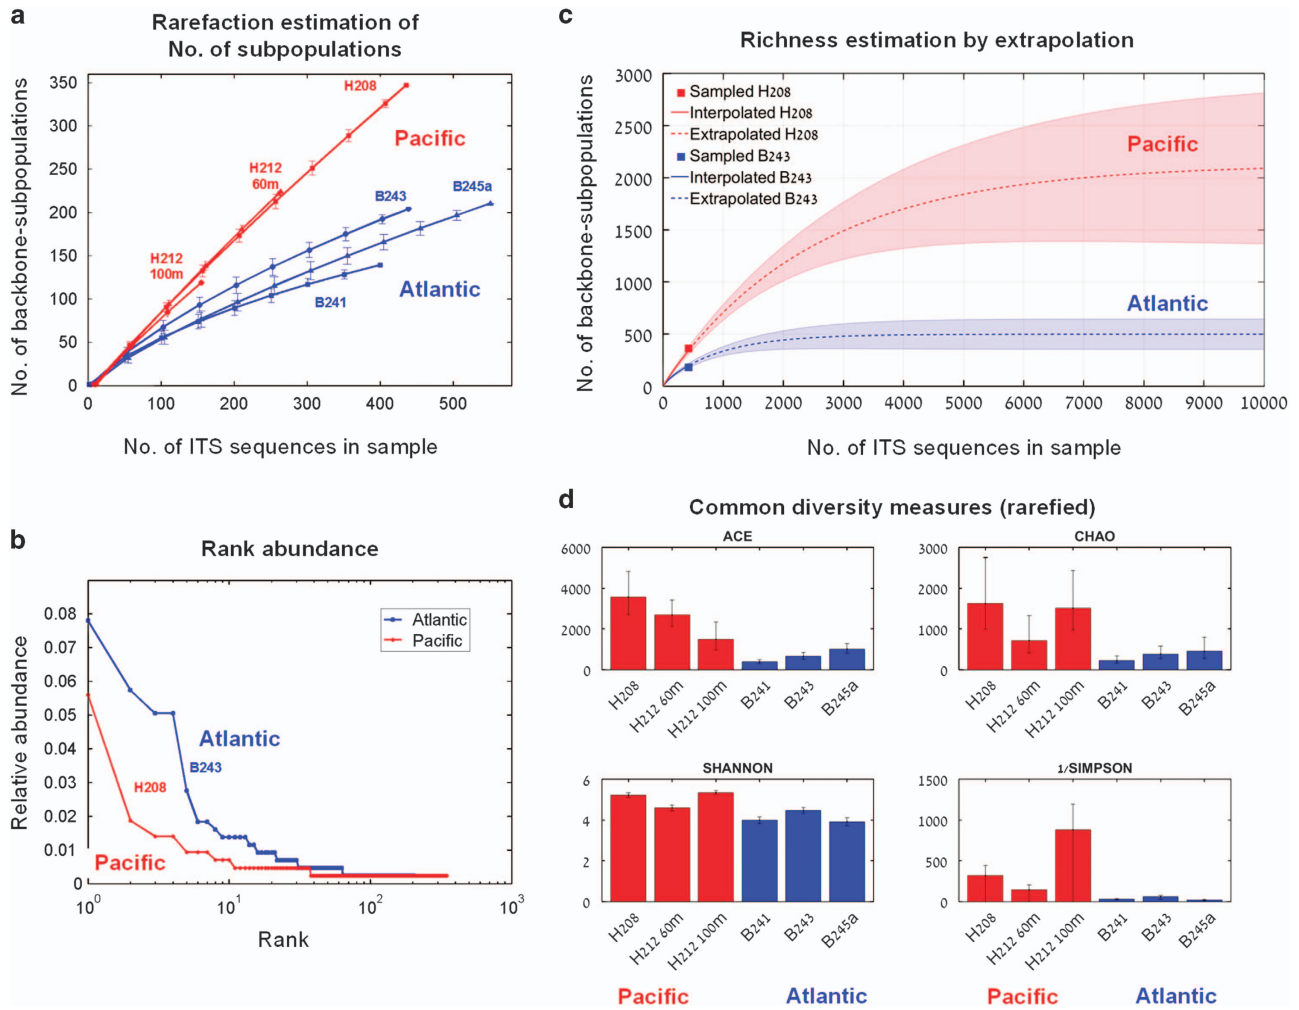 a
Rarefaction estimation of
No. of subpopulations
No. of backbone-subpopulations
350
300
250
200
150
100
50
0
0
100
200
300
400
500
H208
Pacific
H212
60m
B243
B245a
H212
100m
Atlantic
B241
No. of ITS sequences in sample
c
Richness estimation by extrapolation
No. of backbone-subpopulations
3000
2500
2000
1500
1000
500
0
Sampled H208
Interpolated H208
Extrapolated H208
Sampled B243
Interpolated B243
Extrapolated B243
Pacific
Atlantic
0
1000
2000
3000
4000
5000
6000
7000
8000
9000
10000
No. of ITS sequences in sample
b
Rank abundance
Relative abundance
0.08
0.07
0.06
0.05
0.04
0.03
0.02
0.01
0
Atlantic
Pacific
Atlantic
B243
H208
Pacific
10⁰
10¹
10²
10³
Rank
d
Common diversity measures (rarefied)
ACE
6000
4000
2000
0
H208
H212 60m
H212 100m
B241
B243
B245a
CHAO
3000
2000
1000
0
H208
H212 60m
H212 100m
B241
B243
B245a
SHANNON
6
4
2
0
H208
H212 60m
H212 100m
B241
B243
B245a
1/SIMPSON
1500
1000
500
0
H208
H212 60m
H212 100m
B241
B243
B245a
Pacific
Atlantic
Pacific
Atlantic